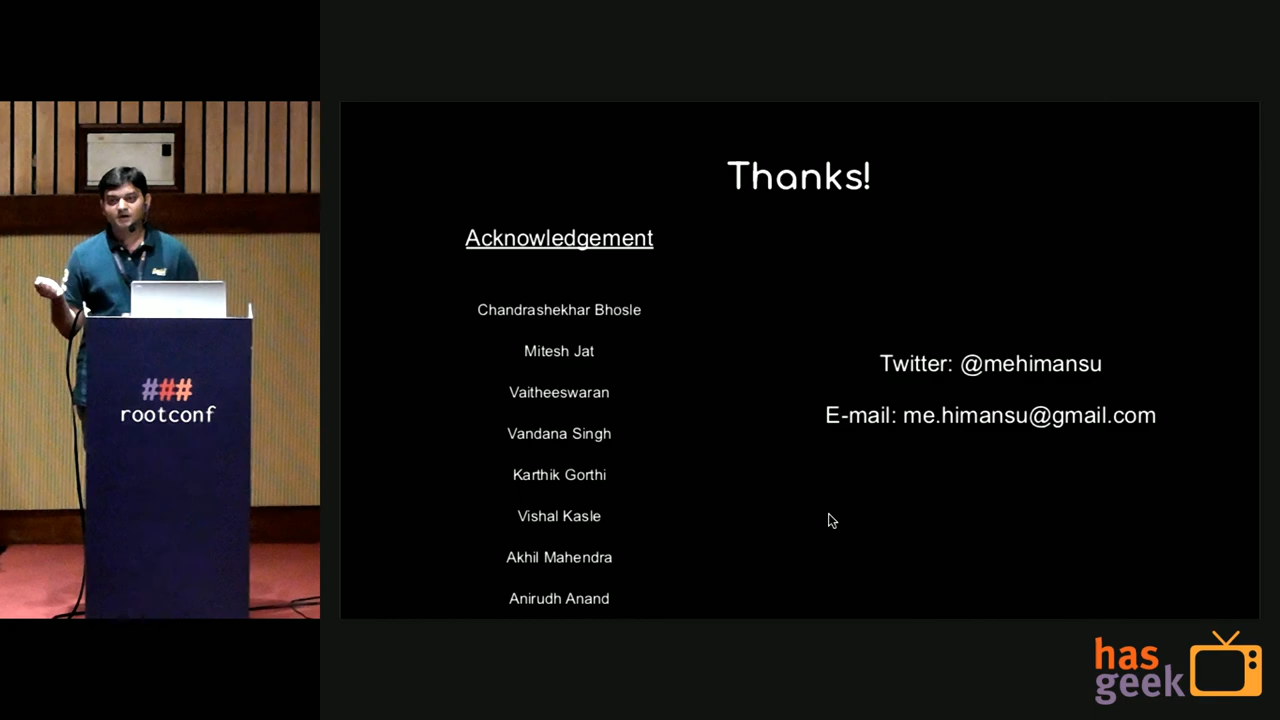 Thanks!
Acknowledgement
Chandrashekhar Bhosle
Mitesh Jat
Vaitheeswaran
Vandana Singh
Karthik Gorthi
Vishal Kasle
Akhil Mahendra
Anirudh Anand
Twitter: @mehimansu
E-mail: me.himansu@gmail.com
###
rootconf
has
geek